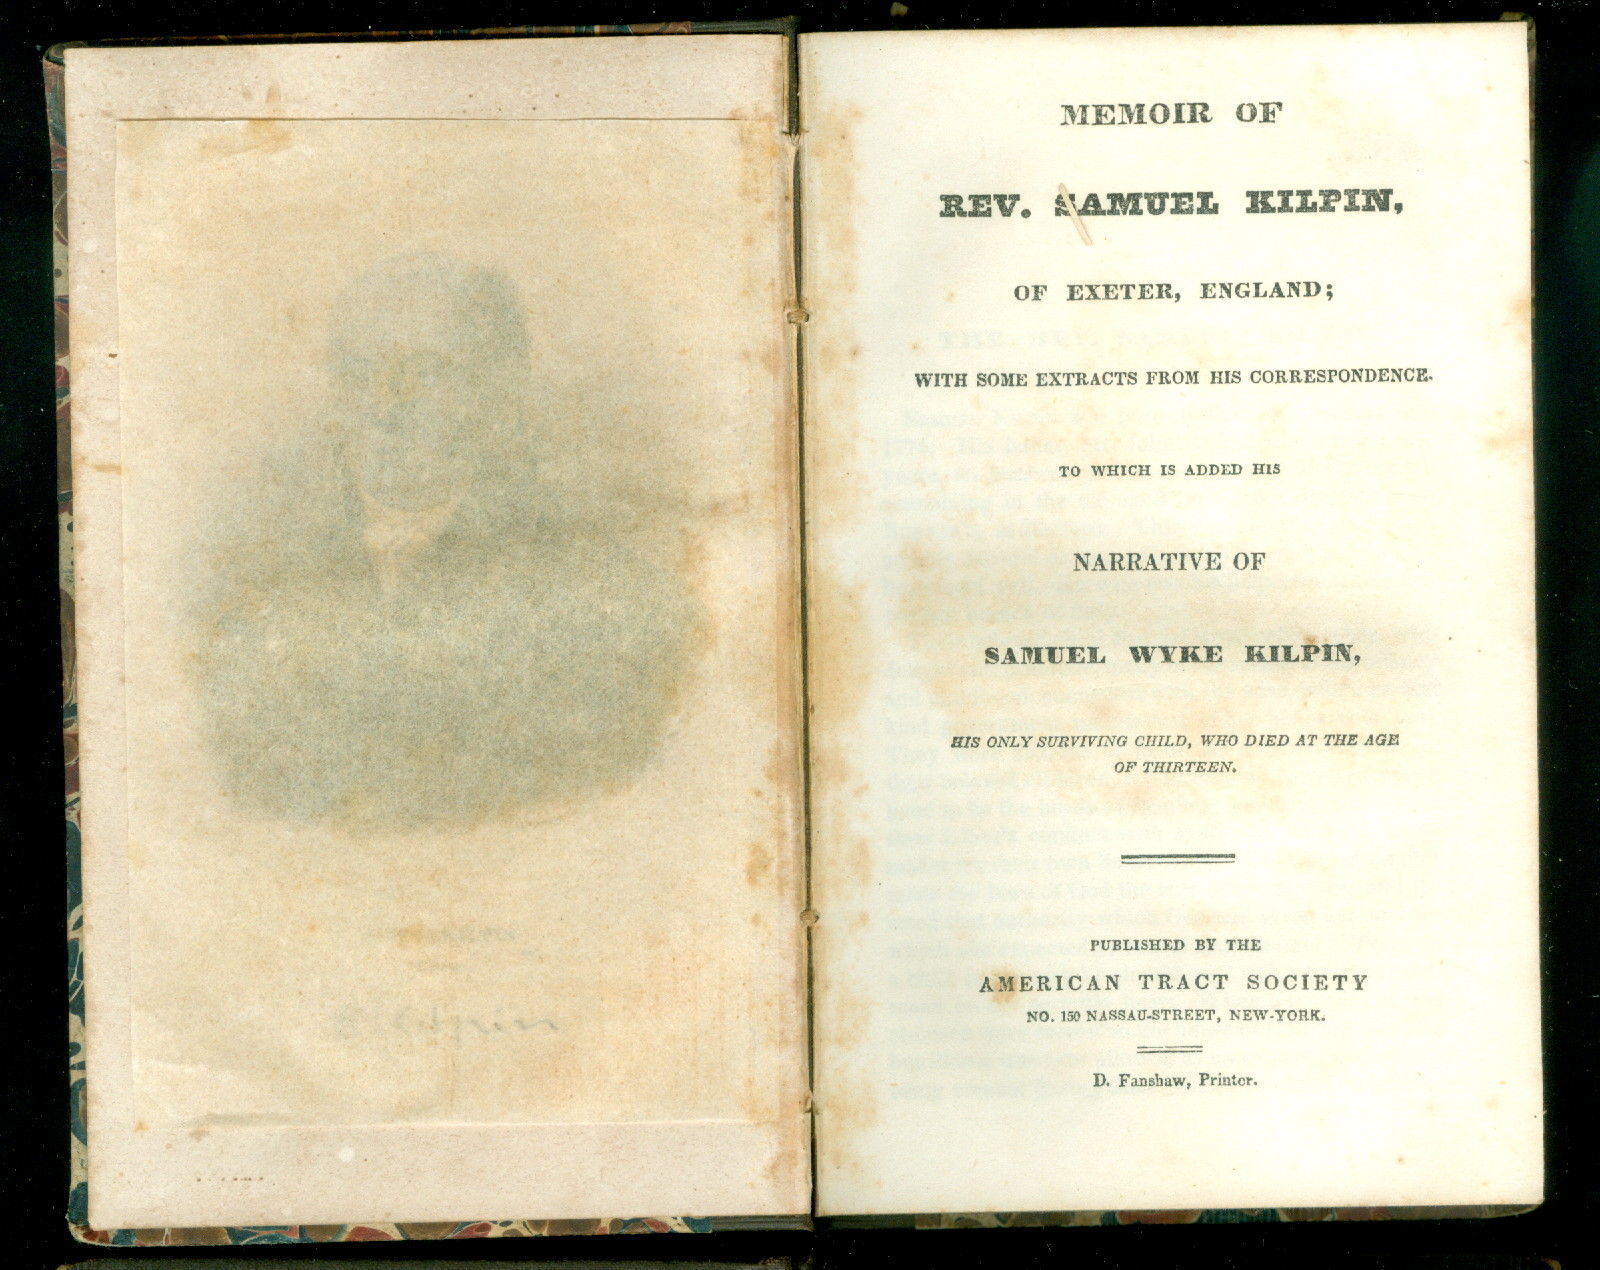 MEMOIR OF
REV. SAMUEL KILPIN,
OF EXETER, ENGLAND;
WITH SOME EXTRACTS FROM HIS CORRESPONDENCE.
TO WHICH IS ADDED HIS
NARRATIVE OF
SAMUEL WYKE KILPIN,
HIS ONLY SURVIVING CHILD, WHO DIED AT THE AGE
OF THIRTEEN.
PUBLISHED BY THE
AMERICAN TRACT SOCIETY
NO. 150 NASSAU-STREET, NEW-YORK.
D. Fanshaw, Printer.